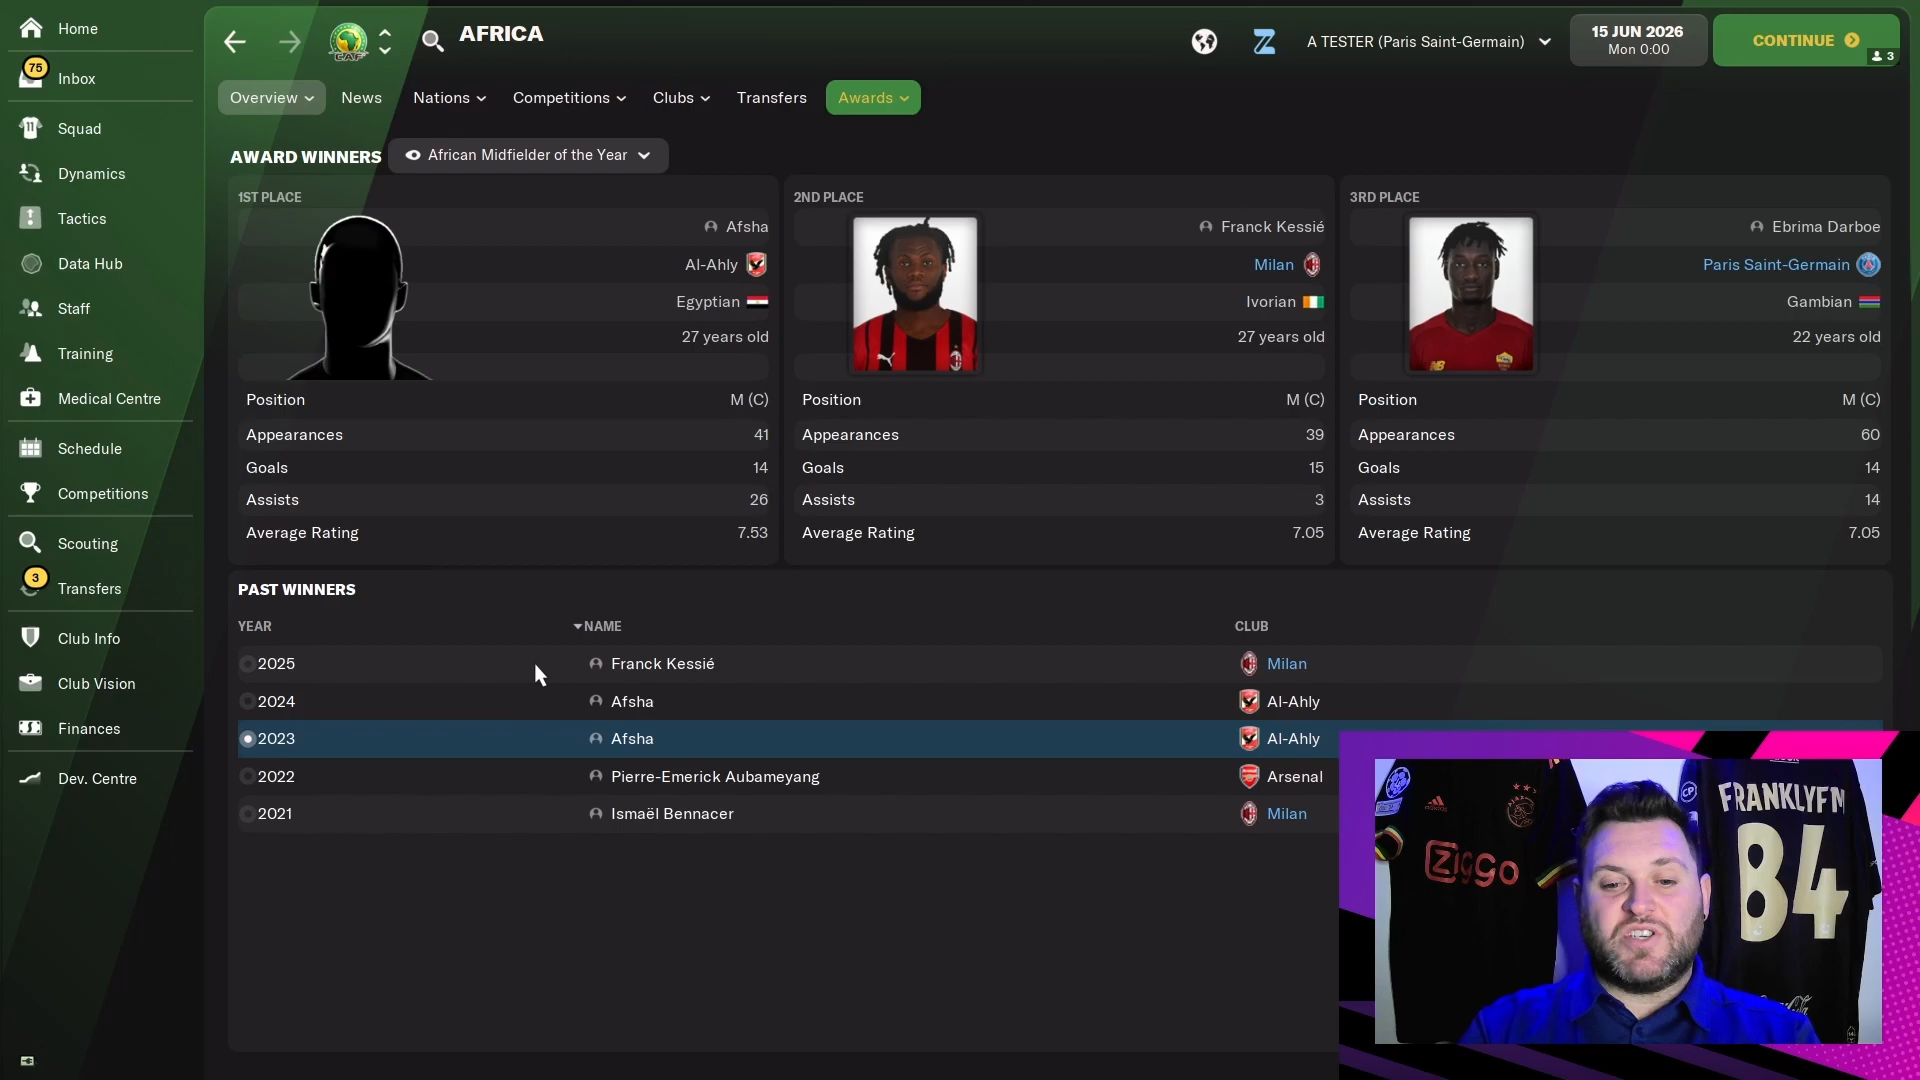 Home
75
Inbox
Squad
Dynamics
Tactics
Data Hub
Staff
Training
Medical Centre
Schedule
Competitions
Scouting
3
Transfers
Club Info
Club Vision
Finances
Dev. Centre
CAF
AFRICA
A TESTER (Paris Saint-Germain)
15 JUN 2026
Mon 0:00
CONTINUE
3
Overview
News
Nations
Competitions
Clubs
Transfers
Awards
AWARD WINNERS
African Midfielder of the Year
1ST PLACE
Afsha
Al-Ahly
Egyptian
27 years old
Position M (C)
Appearances 41
Goals 14
Assists 26
Average Rating 7.53
2ND PLACE
Franck Kessié
Milan
Ivorian
27 years old
Position M (C)
Appearances 39
Goals 15
Assists 3
Average Rating 7.05
3RD PLACE
Ebrima Darboe
Paris Saint-Germain
Gambian
22 years old
Position M (C)
Appearances 60
Goals 14
Assists 14
Average Rating 7.05
PAST WINNERS
YEAR NAME CLUB
2025 Franck Kessié Milan
2024 Afsha Al-Ahly
2023 Afsha Al-Ahly
2022 Pierre-Emerick Aubameyang Arsenal
2021 Ismaël Bennacer Milan
ziggo
FRANKLYFM
84